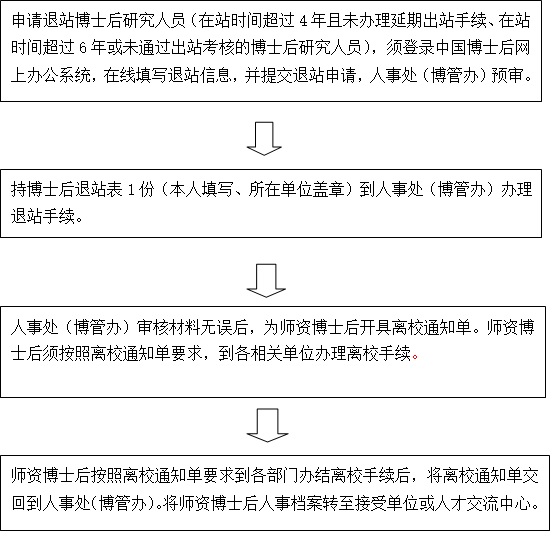 申请退站博士后研究人员（在站时间超过 4 年且未办理延期出站手续、在站
时间超过 6 年或未通过出站考核的博士后研究人员），须登录中国博士后网
上办公系统，在线填写退站信息，并提交退站申请，人事处（博管办）预审。
持博士后退站表 1 份（本人填写、所在单位盖章）到人事处（博管办）办理
退站手续。
人事处（博管办）审核材料无误后，为师资博士后开具离校通知单。师资博
士后须按照离校通知单要求，到各相关单位办理离校手续。
师资博士后按照离校通知单要求到各部门办结离校手续后，将离校通知单交
回到人事处（博管办）。将师资博士后人事档案转至接受单位或人才交流中心。